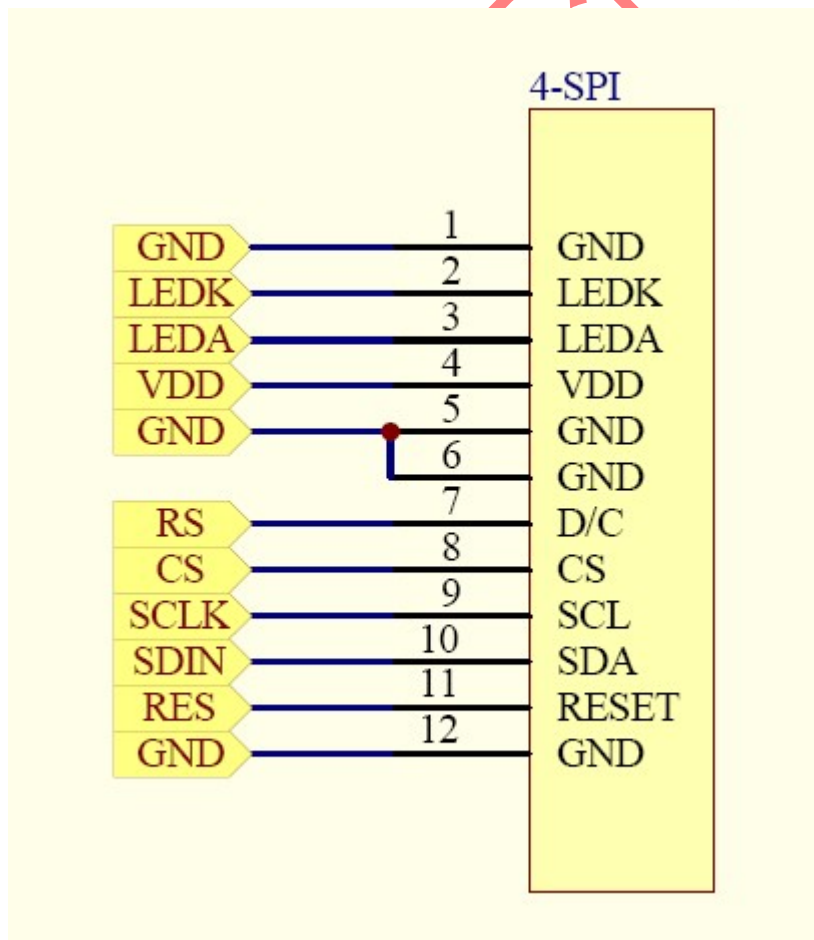 4-SPI
GND 1 GND
LEDK 2 LEDK
LEDA 3 LEDA
VDD 4 VDD
GND 5 GND
6 GND
RS 7 D/C
CS 8 CS
SCLK 9 SCL
SDIN 10 SDA
RES 11 RESET
GND 12 GND